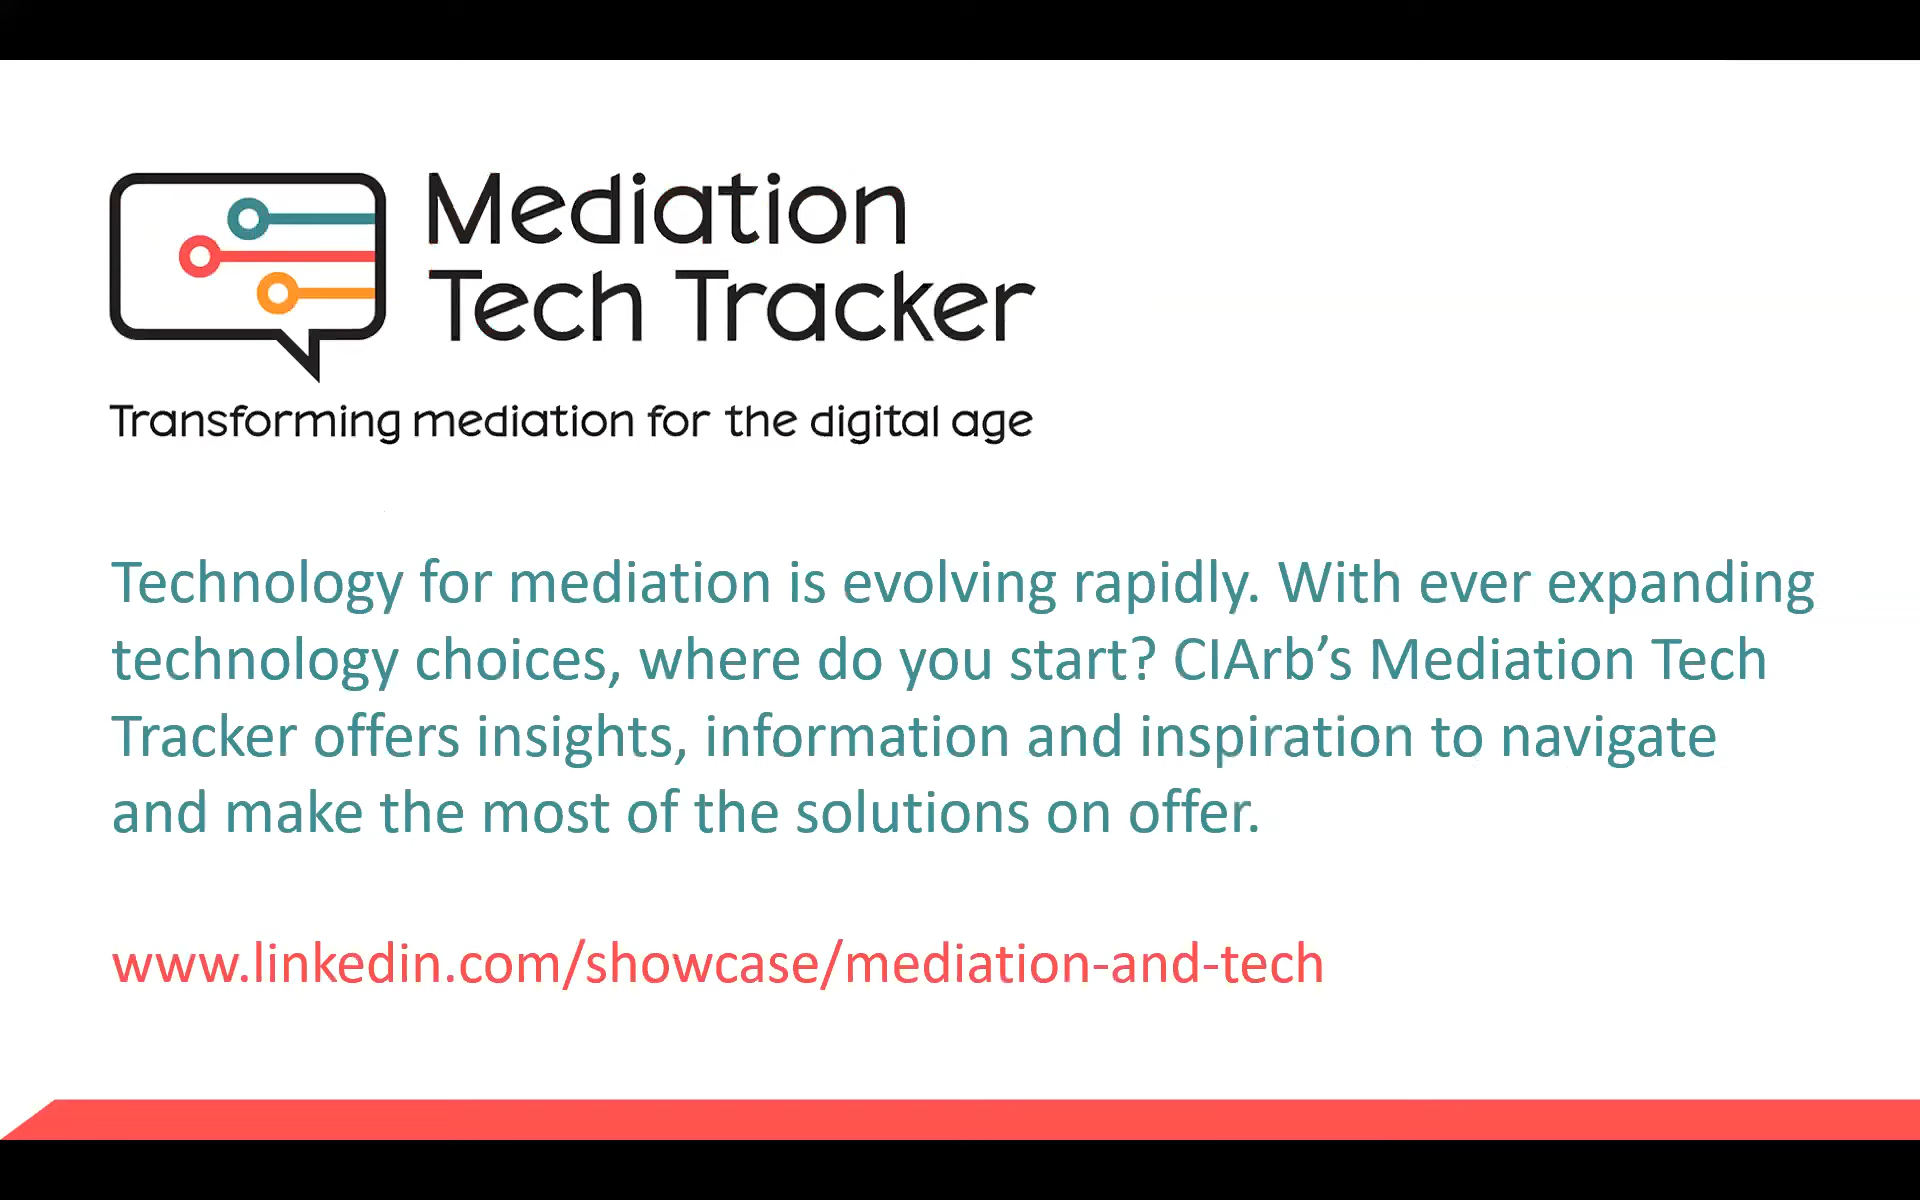 Mediation
Tech Tracker
Transforming mediation for the digital age
Technology for mediation is evolving rapidly. With ever expanding
technology choices, where do you start? CIArb’s Mediation Tech
Tracker offers insights, information and inspiration to navigate
and make the most of the solutions on offer.
www.linkedin.com/showcase/mediation-and-tech